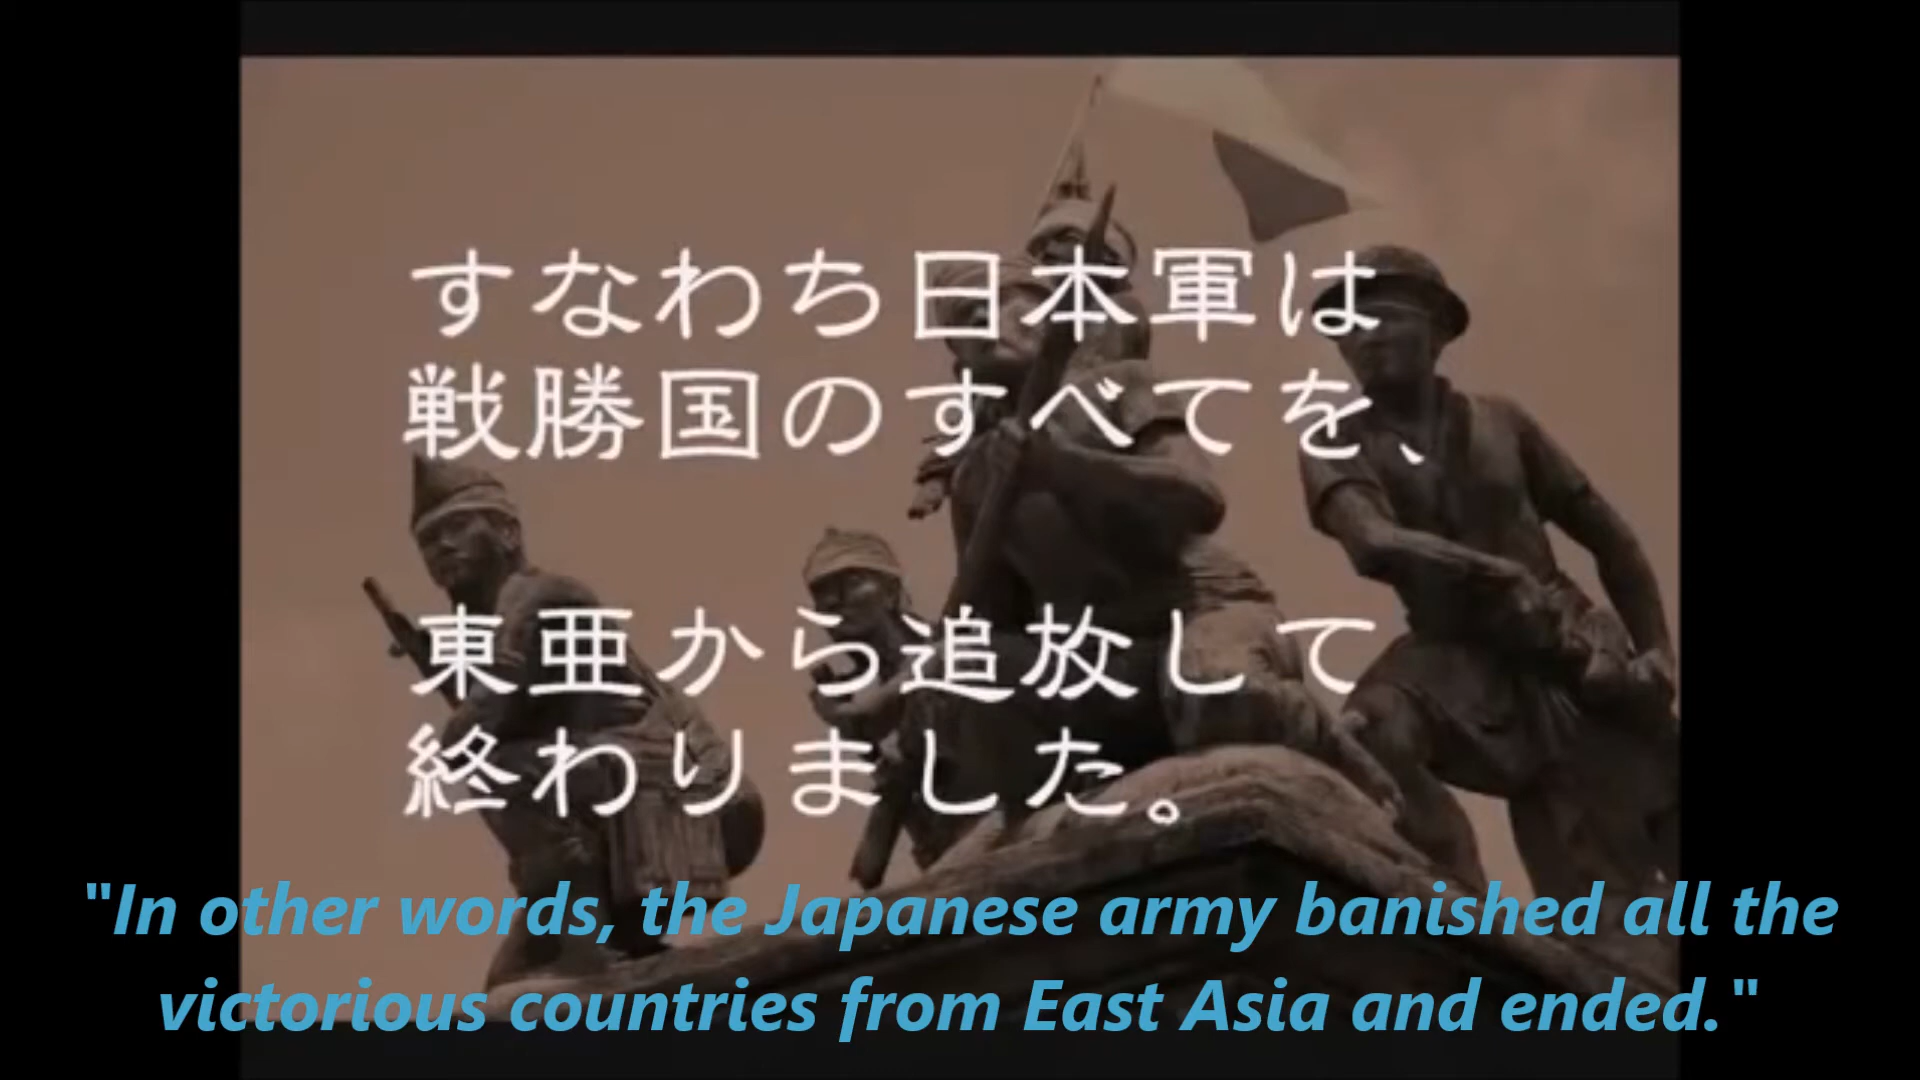 すなわち日本軍は
戦勝国のすべてを、
東亜から追放して
終わりました。
"In other words, the Japanese army banished all the
victorious countries from East Asia and ended."